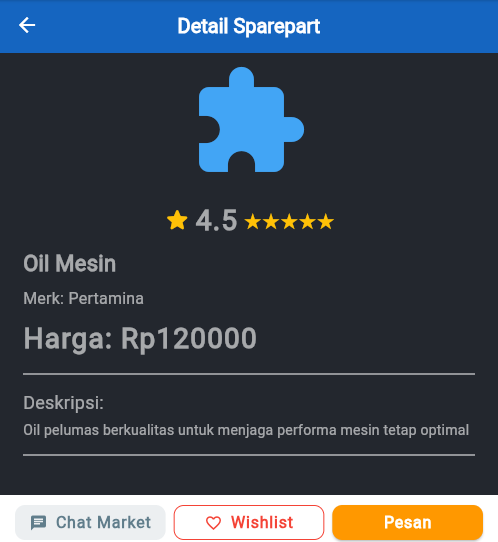 Detail Sparepart
4.5
Oil Mesin
Merk: Pertamina
Harga: Rp120000
Deskripsi:
Oil pelumas berkualitas untuk menjaga performa mesin tetap optimal
Chat Market
Wishlist
Pesan